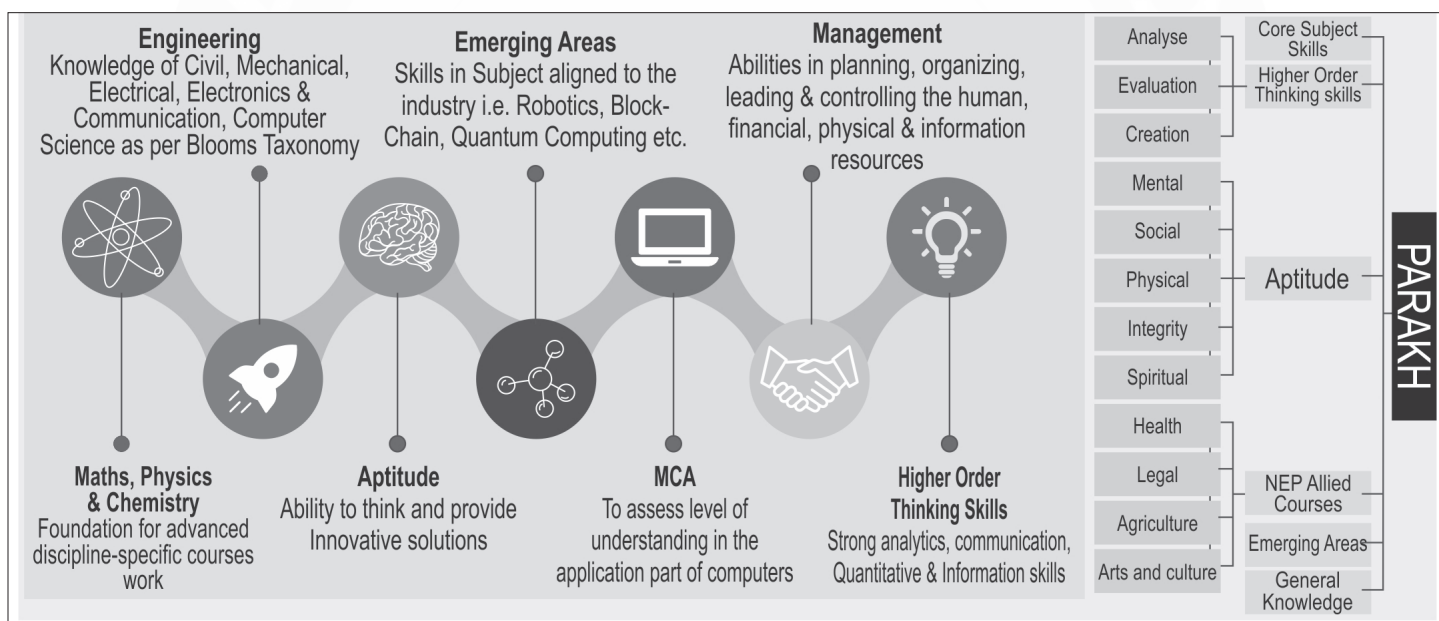 Engineering
Knowledge of Civil, Mechanical,
Electrical, Electronics &
Communication, Computer
Science as per Blooms Taxonomy
Emerging Areas
Skills in Subject aligned to the
industry i.e. Robotics, Block-
Chain, Quantum Computing etc.
Management
Abilities in planning, organizing,
leading & controlling the human,
financial, physical & information
resources
Maths, Physics
& Chemistry
Foundation for advanced
discipline-specific courses
work
Aptitude
Ability to think and provide
Innovative solutions
MCA
To assess level of
understanding in the
application part of computers
Higher Order
Thinking Skills
Strong analytics, communication,
Quantitative & Information skills
Analyse
Evaluation
Creation
Mental
Social
Physical
Integrity
Spiritual
Health
Legal
Agriculture
Arts and culture
Core Subject
Skills
Higher Order
Thinking skills
Aptitude
NEP Allied
Courses
Emerging Areas
General
Knowledge
PARAKH